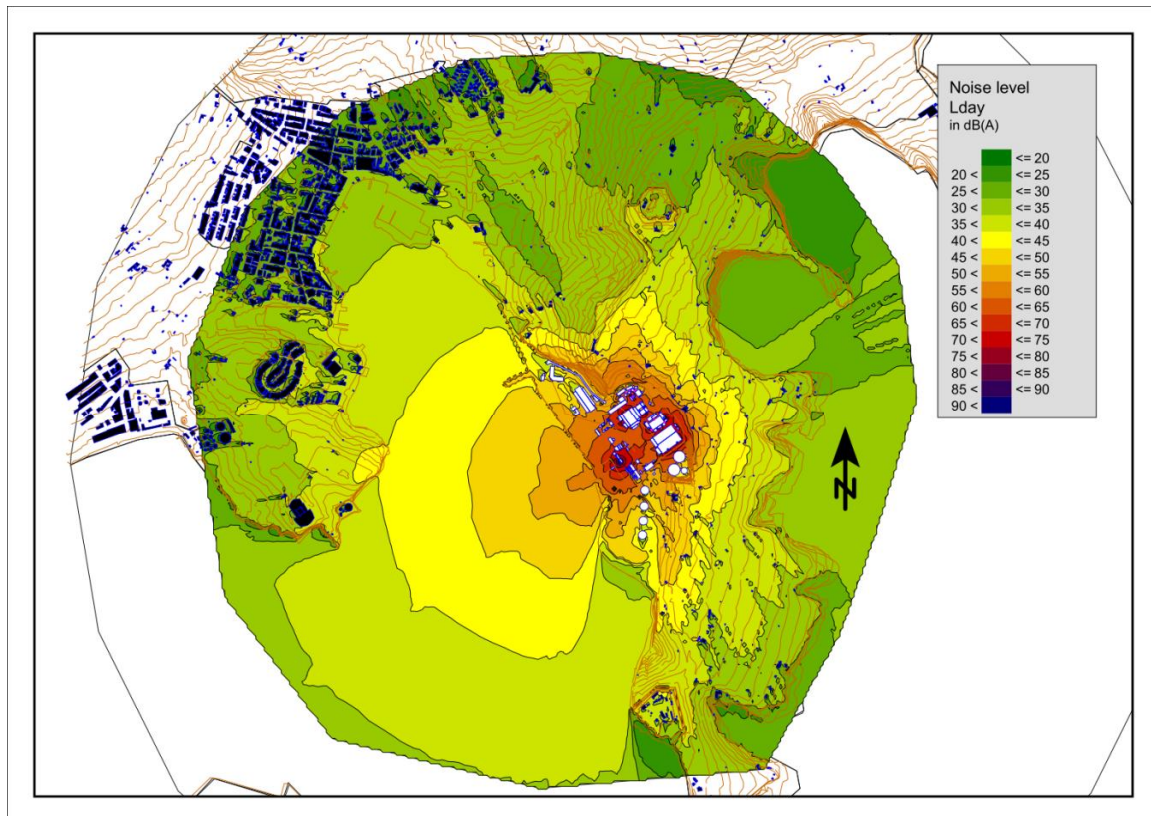 Noise level
Lday
in dB(A)
<= 20
20 < <= 25
25 < <= 30
30 < <= 35
35 < <= 40
40 < <= 45
45 < <= 50
50 < <= 55
55 < <= 60
60 < <= 65
65 < <= 70
70 < <= 75
75 < <= 80
80 < <= 85
85 < <= 90
90 <
N